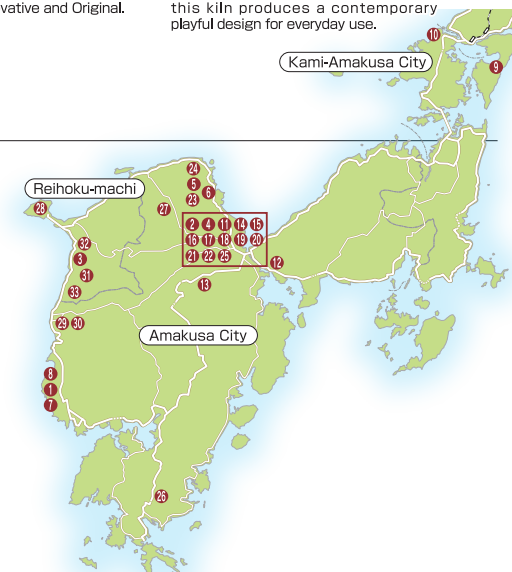 vative and Original.
this kiln produces a contemporary
playful design for everyday use.
10
Kami-Amakusa City
9
24
5
6
23
Reihoku-machi
28
27
2 4 11 14 15
16 17 18 19 20
21 22 25
32
3
31
33
12
13
29 30
Amakusa City
8
1
7
26